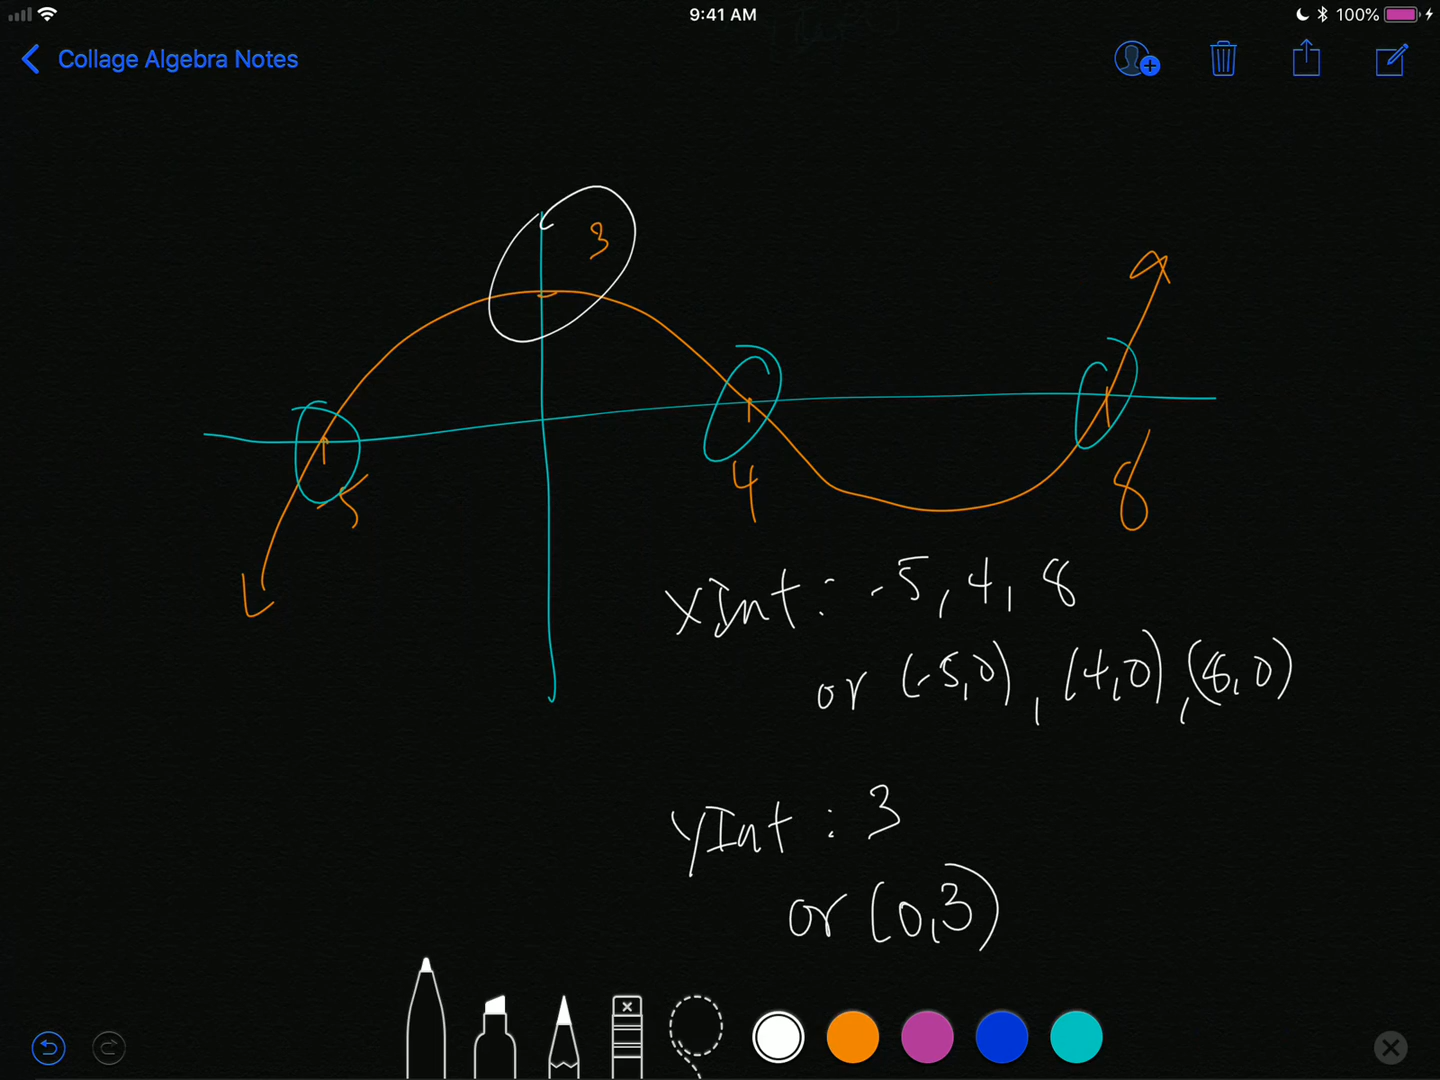 9:41 AM
100%
Collage Algebra Notes
3
5
4
8
XInt: -5, 4, 8
or (-5,0), (4,0), (8,0)
YInt: 3
or (0,3)